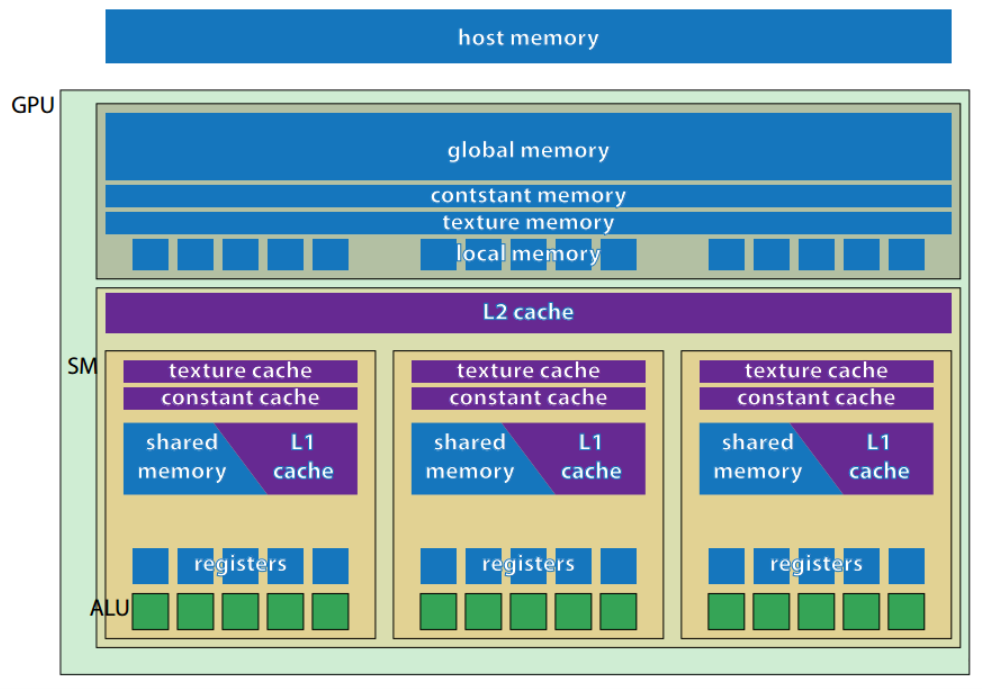 host memory
GPU
global memory
contstant memory
texture memory
local memory
L2 cache
SM
texture cache
constant cache
shared
memory
L1
cache
registers
ALU
texture cache
constant cache
shared
memory
L1
cache
registers
texture cache
constant cache
shared
memory
L1
cache
registers